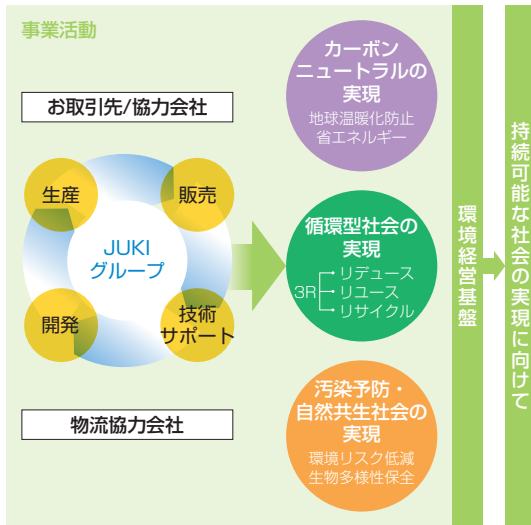 事業活動
お取引先/協力会社
生産
販売
JUKI
グループ
開発
技術
サポート
物流協力会社
カーボン
ニュートラルの
実現
地球温暖化防止
省エネルギー
循環型社会の
実現
3R
リデュース
リユース
リサイクル
汚染予防・
自然共生社会の
実現
環境リスク低減
生物多様性保全
環境経営基盤
持続可能な社会の実現に向けて